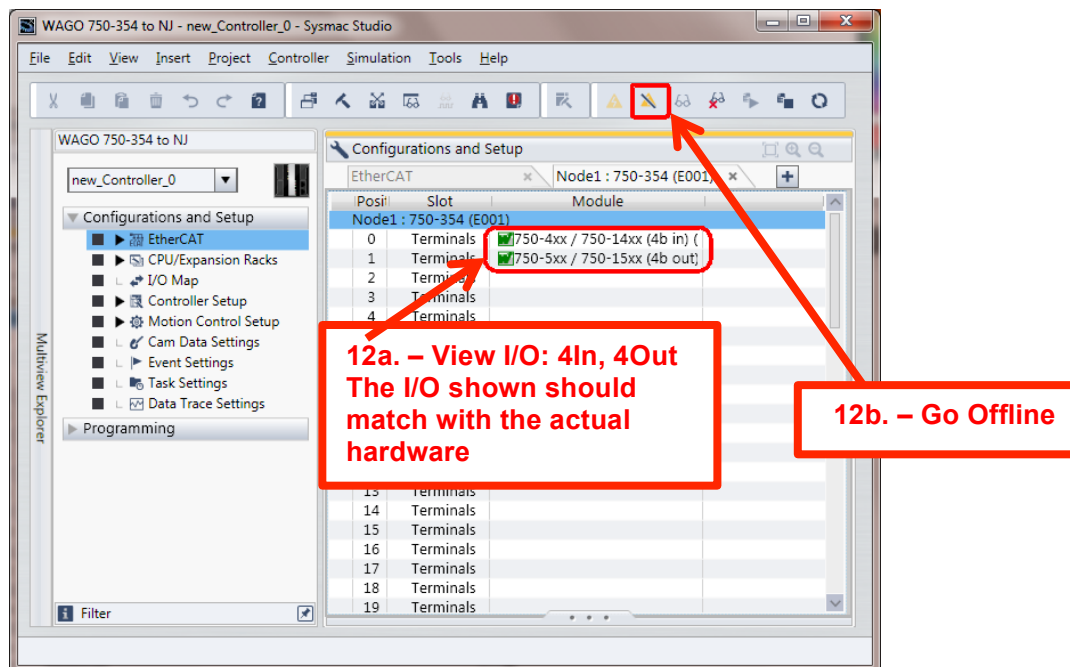 WAGO 750-354 to NJ - new_Controller_0 - Sysmac Studio
File Edit View Insert Project Controller Simulation Tools Help
WAGO 750-354 to NJ
new_Controller_0
Configurations and Setup
EtherCAT
CPU/Expansion Racks
I/O Map
Controller Setup
Motion Control Setup
Cam Data Settings
Event Settings
Task Settings
Data Trace Settings
Programming
Filter
Multiview Explorer
Configurations and Setup
EtherCAT
Node1 : 750-354 (E001)
Posit Slot Module
Node1 : 750-354 (E001)
0 Terminals 750-4xx / 750-14xx (4b in) (
1 Terminals 750-5xx / 750-15xx (4b out)
2 Terminals
3 Terminals
4 Terminals
13 Terminals
14 Terminals
15 Terminals
16 Terminals
17 Terminals
18 Terminals
19 Terminals
12a. – View I/O: 4In, 4Out
The I/O shown should
match with the actual
hardware
12b. – Go Offline